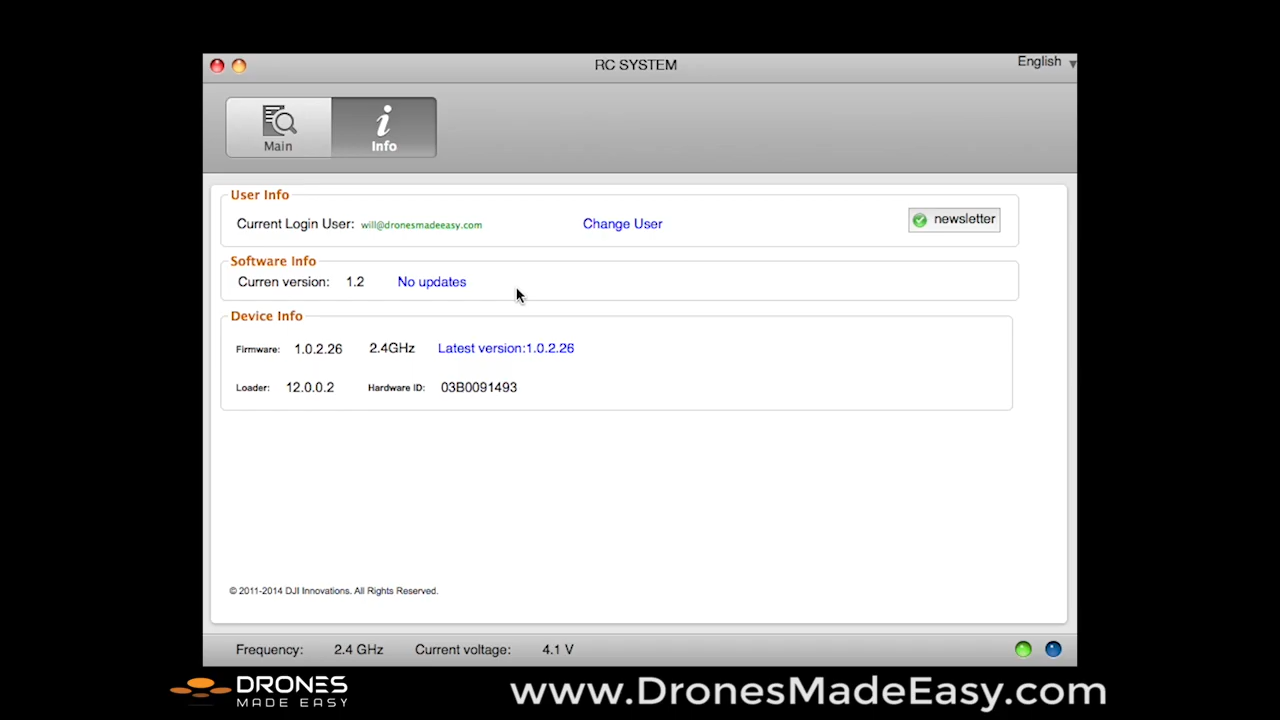 RC SYSTEM
English
Main
Info
User Info
Current Login User: will@dronesmadeeasy.com Change User newsletter
Software Info
Curren version: 1.2 No updates
Device Info
Firmware: 1.0.2.26 2.4GHz Latest version:1.0.2.26
Loader: 12.0.0.2 Hardware ID: 03B0091493
© 2011-2014 DJI Innovations. All Rights Reserved.
Frequency: 2.4 GHz Current voltage: 4.1 V
DRONES
MADE EASY
www.DronesMadeEasy.com